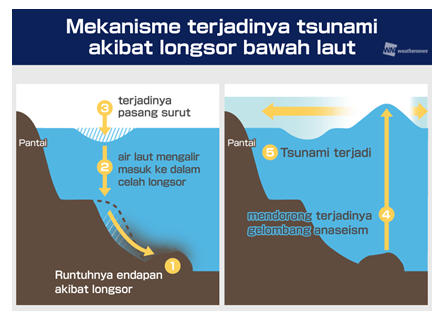 Mekanisme terjadinya tsunami
akibat longsor bawah laut
WN weathernews
3 terjadinya
pasang surut
Pantai
2 air laut mengalir
masuk ke dalam
celah longsor
1
Runtuhnya endapan
akibat longsor
Pantai
5 Tsunami terjadi
mendorong terjadinya 4
gelombang anaseism